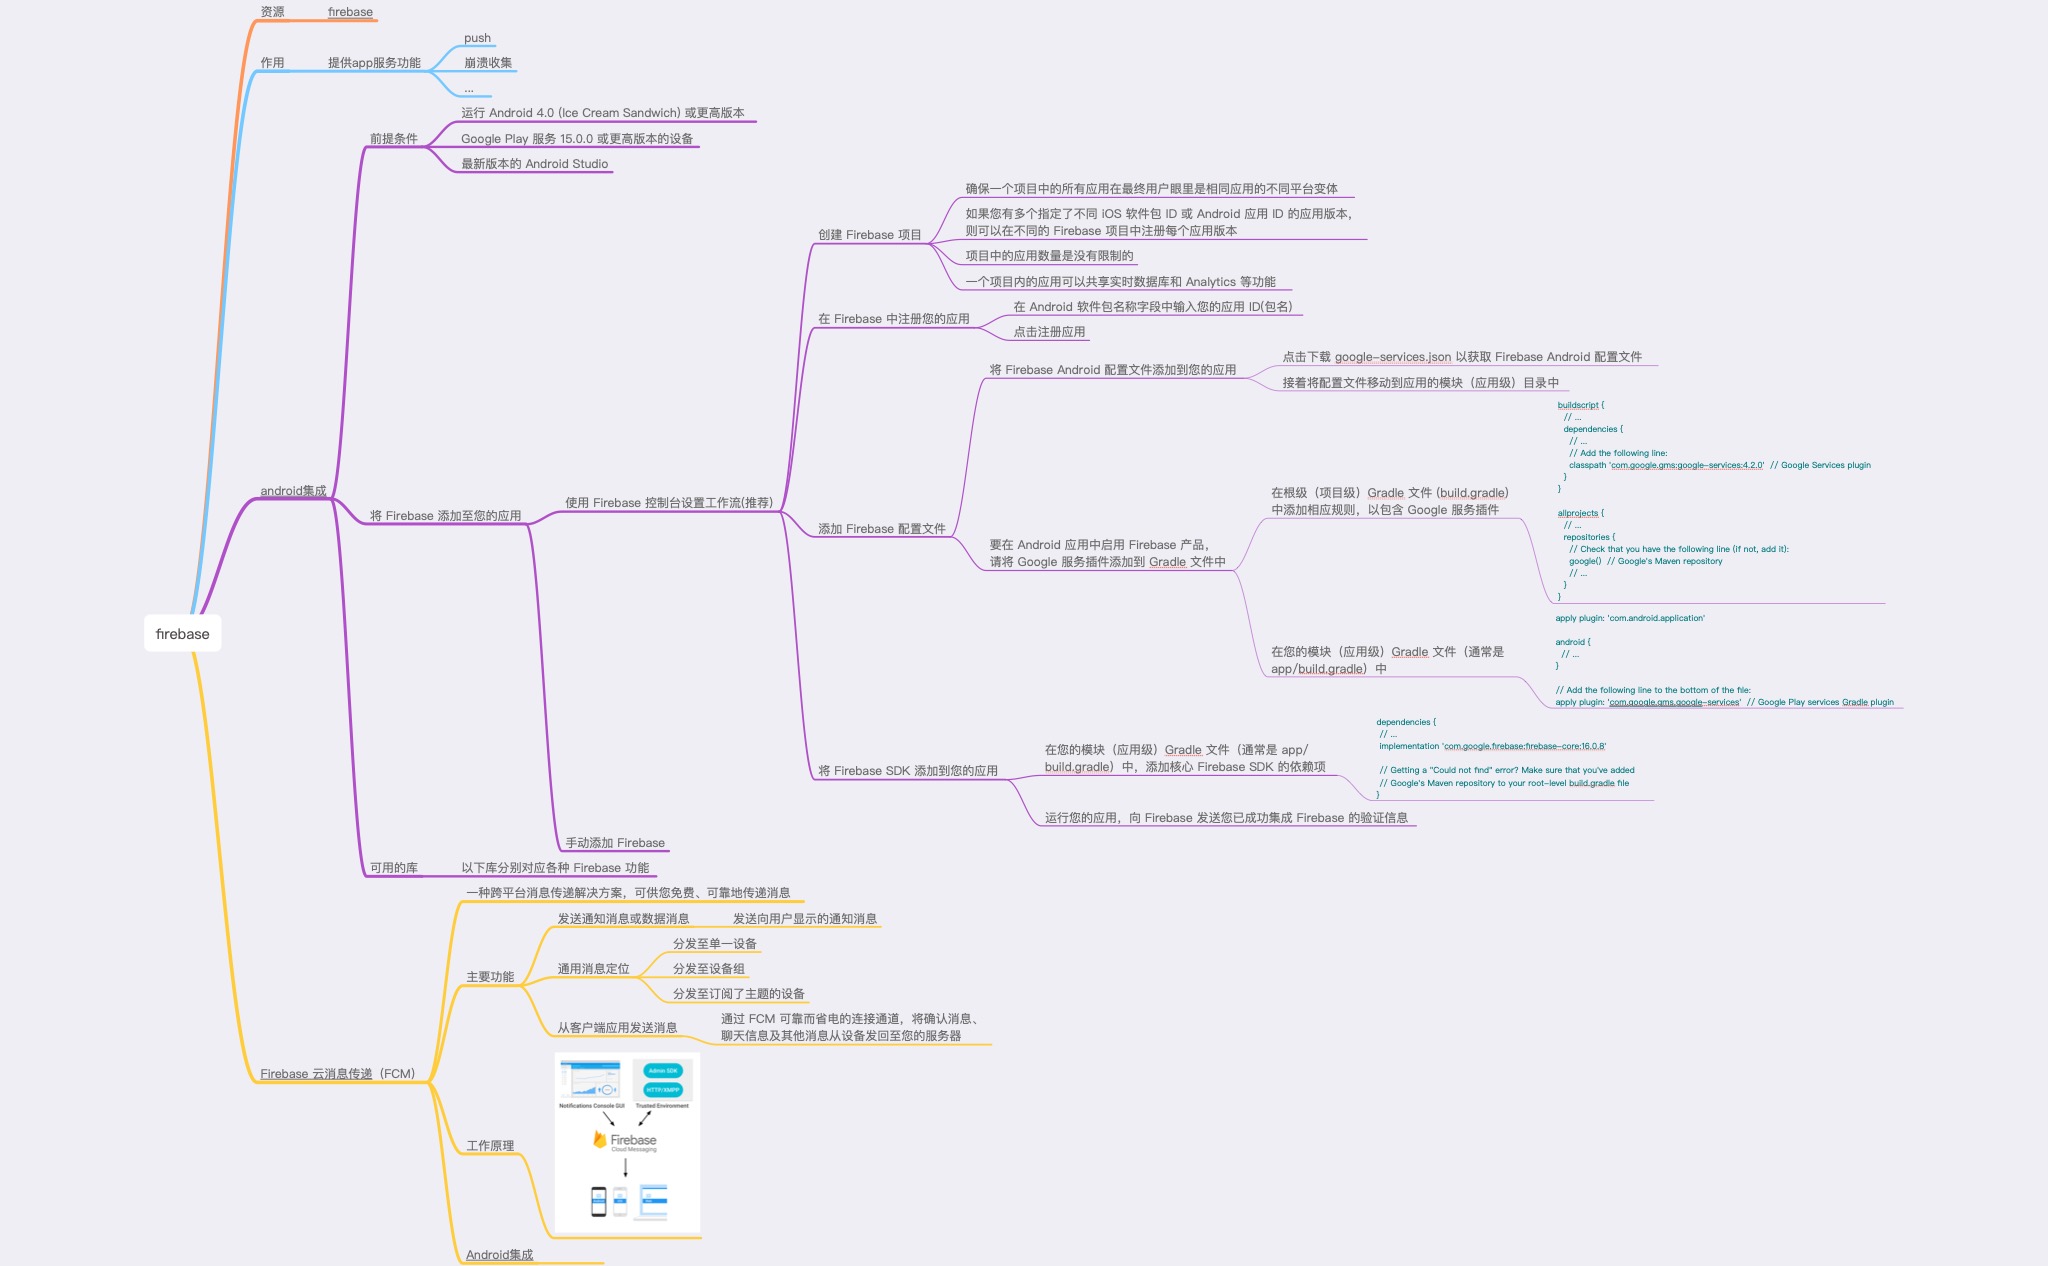 资源
firebase
作用
提供app服务功能
push
崩溃收集
...
android集成
前提条件
运行 Android 4.0 (Ice Cream Sandwich) 或更高版本
Google Play 服务 15.0.0 或更高版本的设备
最新版本的 Android Studio
将 Firebase 添加至您的应用
使用 Firebase 控制台设置工作流(推荐)
创建 Firebase 项目
确保一个项目中的所有应用在最终用户眼里是相同应用的不同平台变体
如果您有多个指定了不同 iOS 软件包 ID 或 Android 应用 ID 的应用版本，
则可以在不同的 Firebase 项目中注册每个应用版本
项目中的应用数量是没有限制的
一个项目内的应用可以共享实时数据库和 Analytics 等功能
在 Firebase 中注册您的应用
在 Android 软件包名称字段中输入您的应用 ID(包名)
点击注册应用
添加 Firebase 配置文件
将 Firebase Android 配置文件添加到您的应用
点击下载 google-services.json 以获取 Firebase Android 配置文件
接着将配置文件移动到应用的模块（应用级）目录中
要在 Android 应用中启用 Firebase 产品，
请将 Google 服务插件添加到 Gradle 文件中
在根级（项目级）Gradle 文件 (build.gradle)
中添加相应规则，以包含 Google 服务插件
buildscript {
// ...
dependencies {
// ...
// Add the following line:
classpath 'com.google.gms:google-services:4.2.0'  // Google Services plugin
}
}
allprojects {
// ...
repositories {
// Check that you have the following line (if not, add it):
google()  // Google's Maven repository
// ...
}
}
在您的模块（应用级）Gradle 文件（通常是
app/build.gradle）中
apply plugin: 'com.android.application'
android {
// ...
}
// Add the following line to the bottom of the file:
apply plugin: 'com.google.gms.google-services'  // Google Play services Gradle plugin
将 Firebase SDK 添加到您的应用
在您的模块（应用级）Gradle 文件（通常是 app/
build.gradle）中，添加核心 Firebase SDK 的依赖项
dependencies {
// ...
implementation 'com.google.firebase:firebase-core:16.0.8'
// Getting a "Could not find" error? Make sure that you've added
// Google's Maven repository to your root-level build.gradle file
}
运行您的应用，向 Firebase 发送您已成功集成 Firebase 的验证信息
手动添加 Firebase
可用的库
以下库分别对应各种 Firebase 功能
firebase
Firebase 云消息传递（FCM）
一种跨平台消息传递解决方案，可供您免费、可靠地传递消息
主要功能
发送通知消息或数据消息
发送向用户显示的通知消息
通用消息定位
分发至单一设备
分发至设备组
分发至订阅了主题的设备
从客户端应用发送消息
通过 FCM 可靠而省电的连接通道，将确认消息、
聊天信息及其他消息从设备发回至您的服务器
工作原理
Admin SDK
HTTP/XMPP
Notifications Console GUI
Trusted Environment
Firebase
Cloud Messaging
Android集成